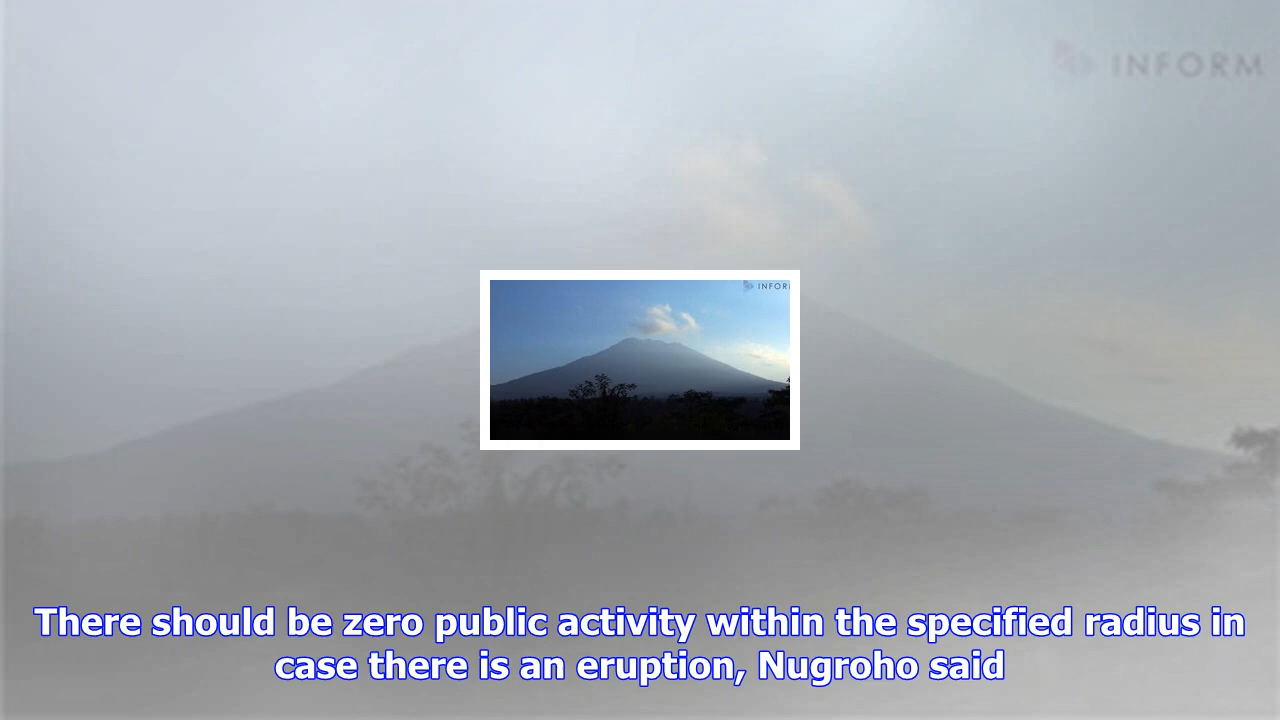 INFORM
INFORM
There should be zero public activity within the specified radius in
case there is an eruption, Nugroho said